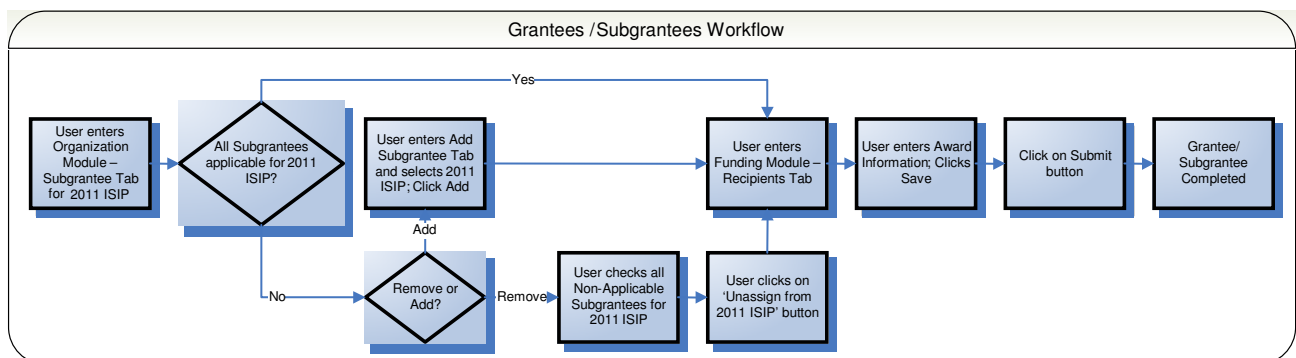 Grantees /Subgrantees Workflow
Yes
User enters
Organization
Module –
Subgrantee Tab
for 2011 ISIP
All Subgrantees
applicable for 2011
ISIP?
User enters Add
Subgrantee Tab
and selects 2011
ISIP; Click Add
User enters
Funding Module –
Recipients Tab
User enters Award
Information; Clicks
Save
Click on Submit
button
Grantee/
Subgrantee
Completed
Add
No
Remove or
Add?
Remove
User checks all
Non-Applicable
Subgrantees for
2011 ISIP
User clicks on
‘Unassign from
2011 ISIP’ button